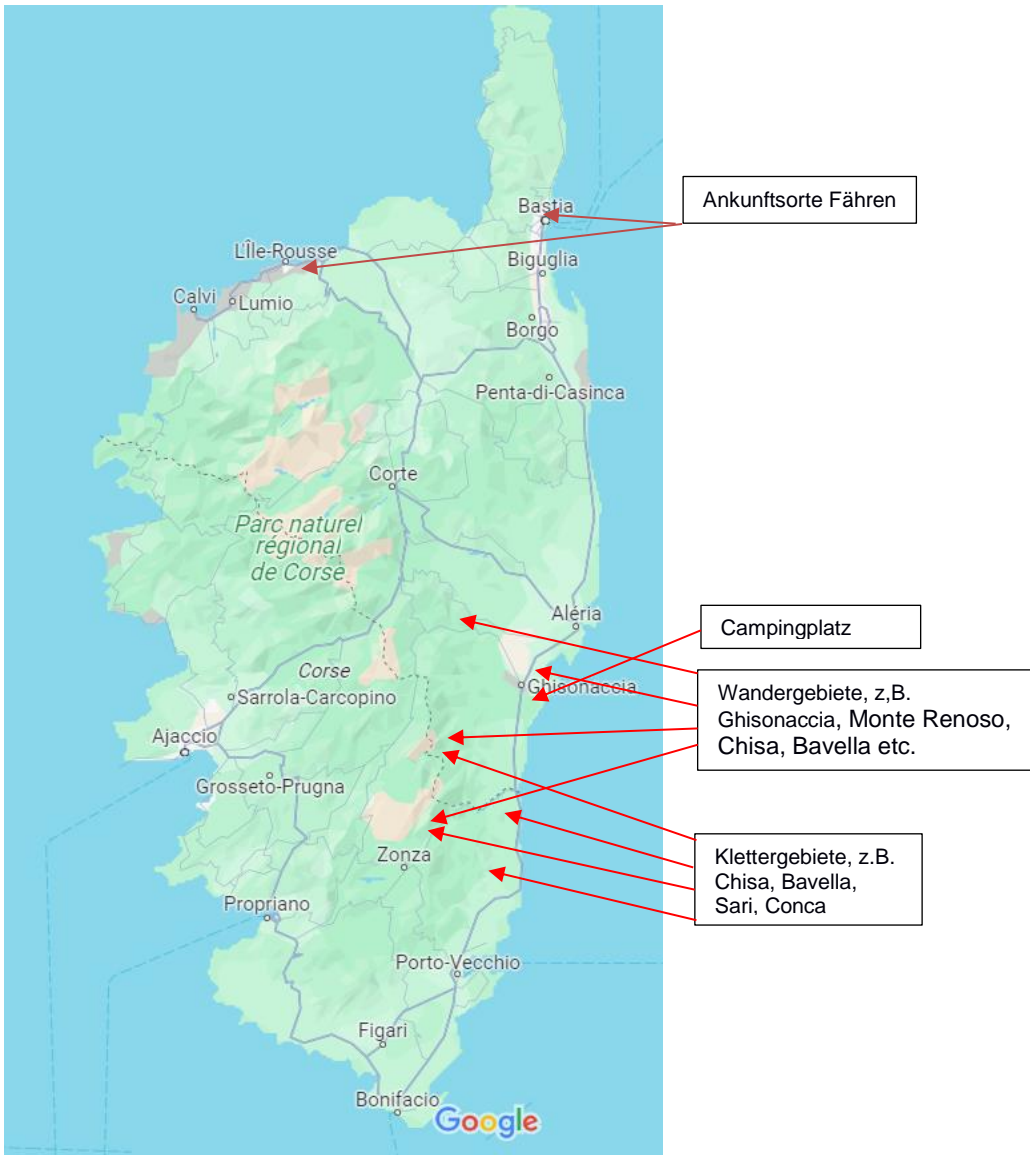 Ankunftsorte Fähren
Bastia
L'Île-Rousse
Biguglia
Calvi
Lumio
Borgo
Penta-di-Casinca
Corte
Parc naturel
régional
de Corse
Aléria
Campingplatz
Corse
Ghisonaccia
Sarrola-Carcopino
Wandergebiete, z,B.
Ghisonaccia, Monte Renoso,
Chisa, Bavella etc.
Ajaccio
Grosseto-Prugna
Zonza
Klettergebiete, z.B.
Chisa, Bavella,
Sari, Conca
Propriano
Porto-Vecchio
Figari
Bonifacio
Google